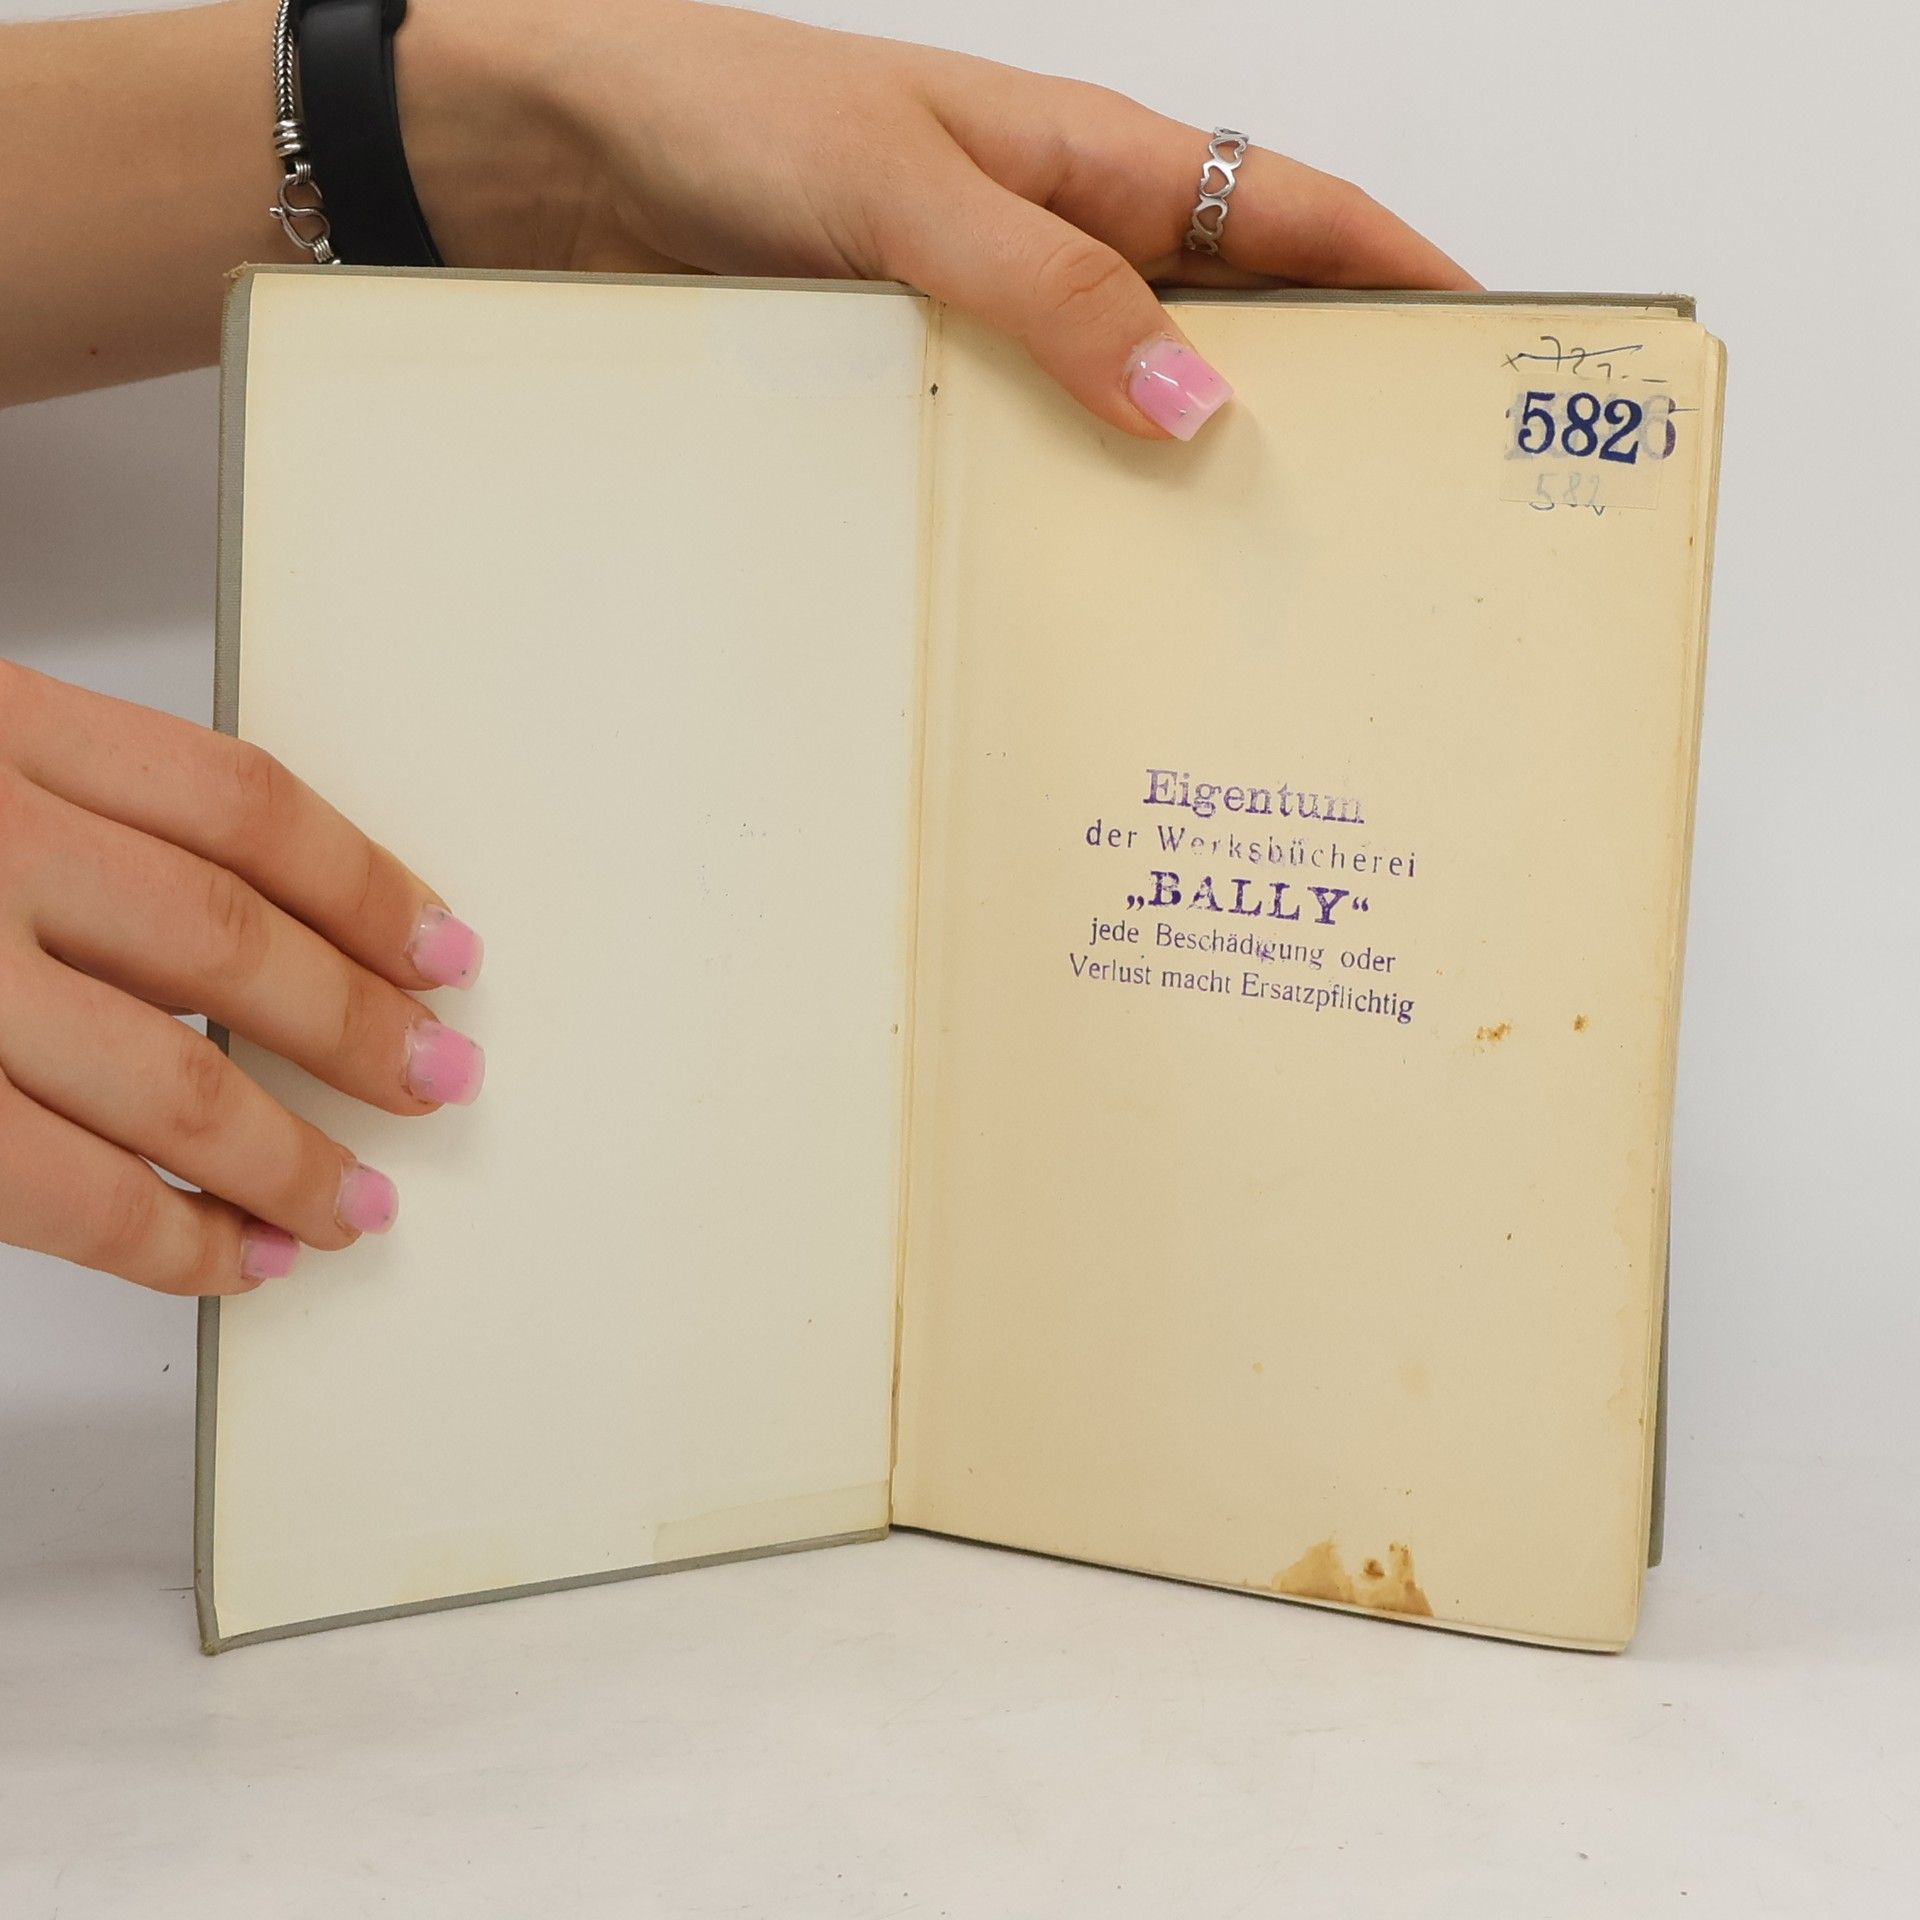 582
582
Eigentum
der Werksbücherei
„BALLY“
jede Beschädigung oder
Verlust macht Ersatzpflichtig